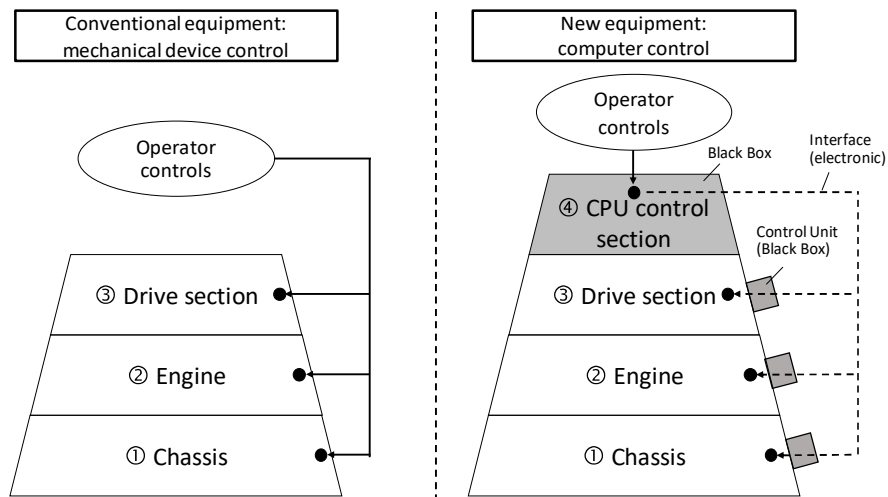 Conventional equipment:
mechanical device control
Operator
controls
③ Drive section
② Engine
① Chassis
New equipment:
computer control
Operator
controls
Black Box
Interface
(electronic)
④ CPU control
section
Control Unit
(Black Box)
③ Drive section
② Engine
① Chassis